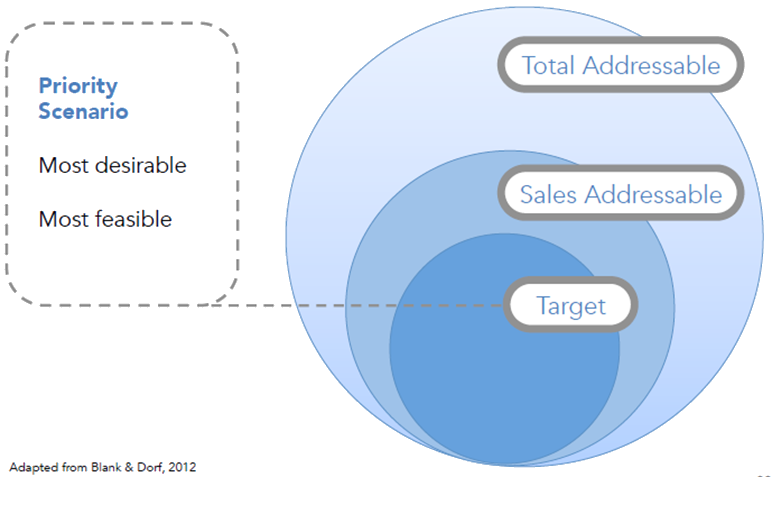 Priority
Scenario
Most desirable
Most feasible
Total Addressable
Sales Addressable
Target
Adapted from Blank & Dorf, 2012